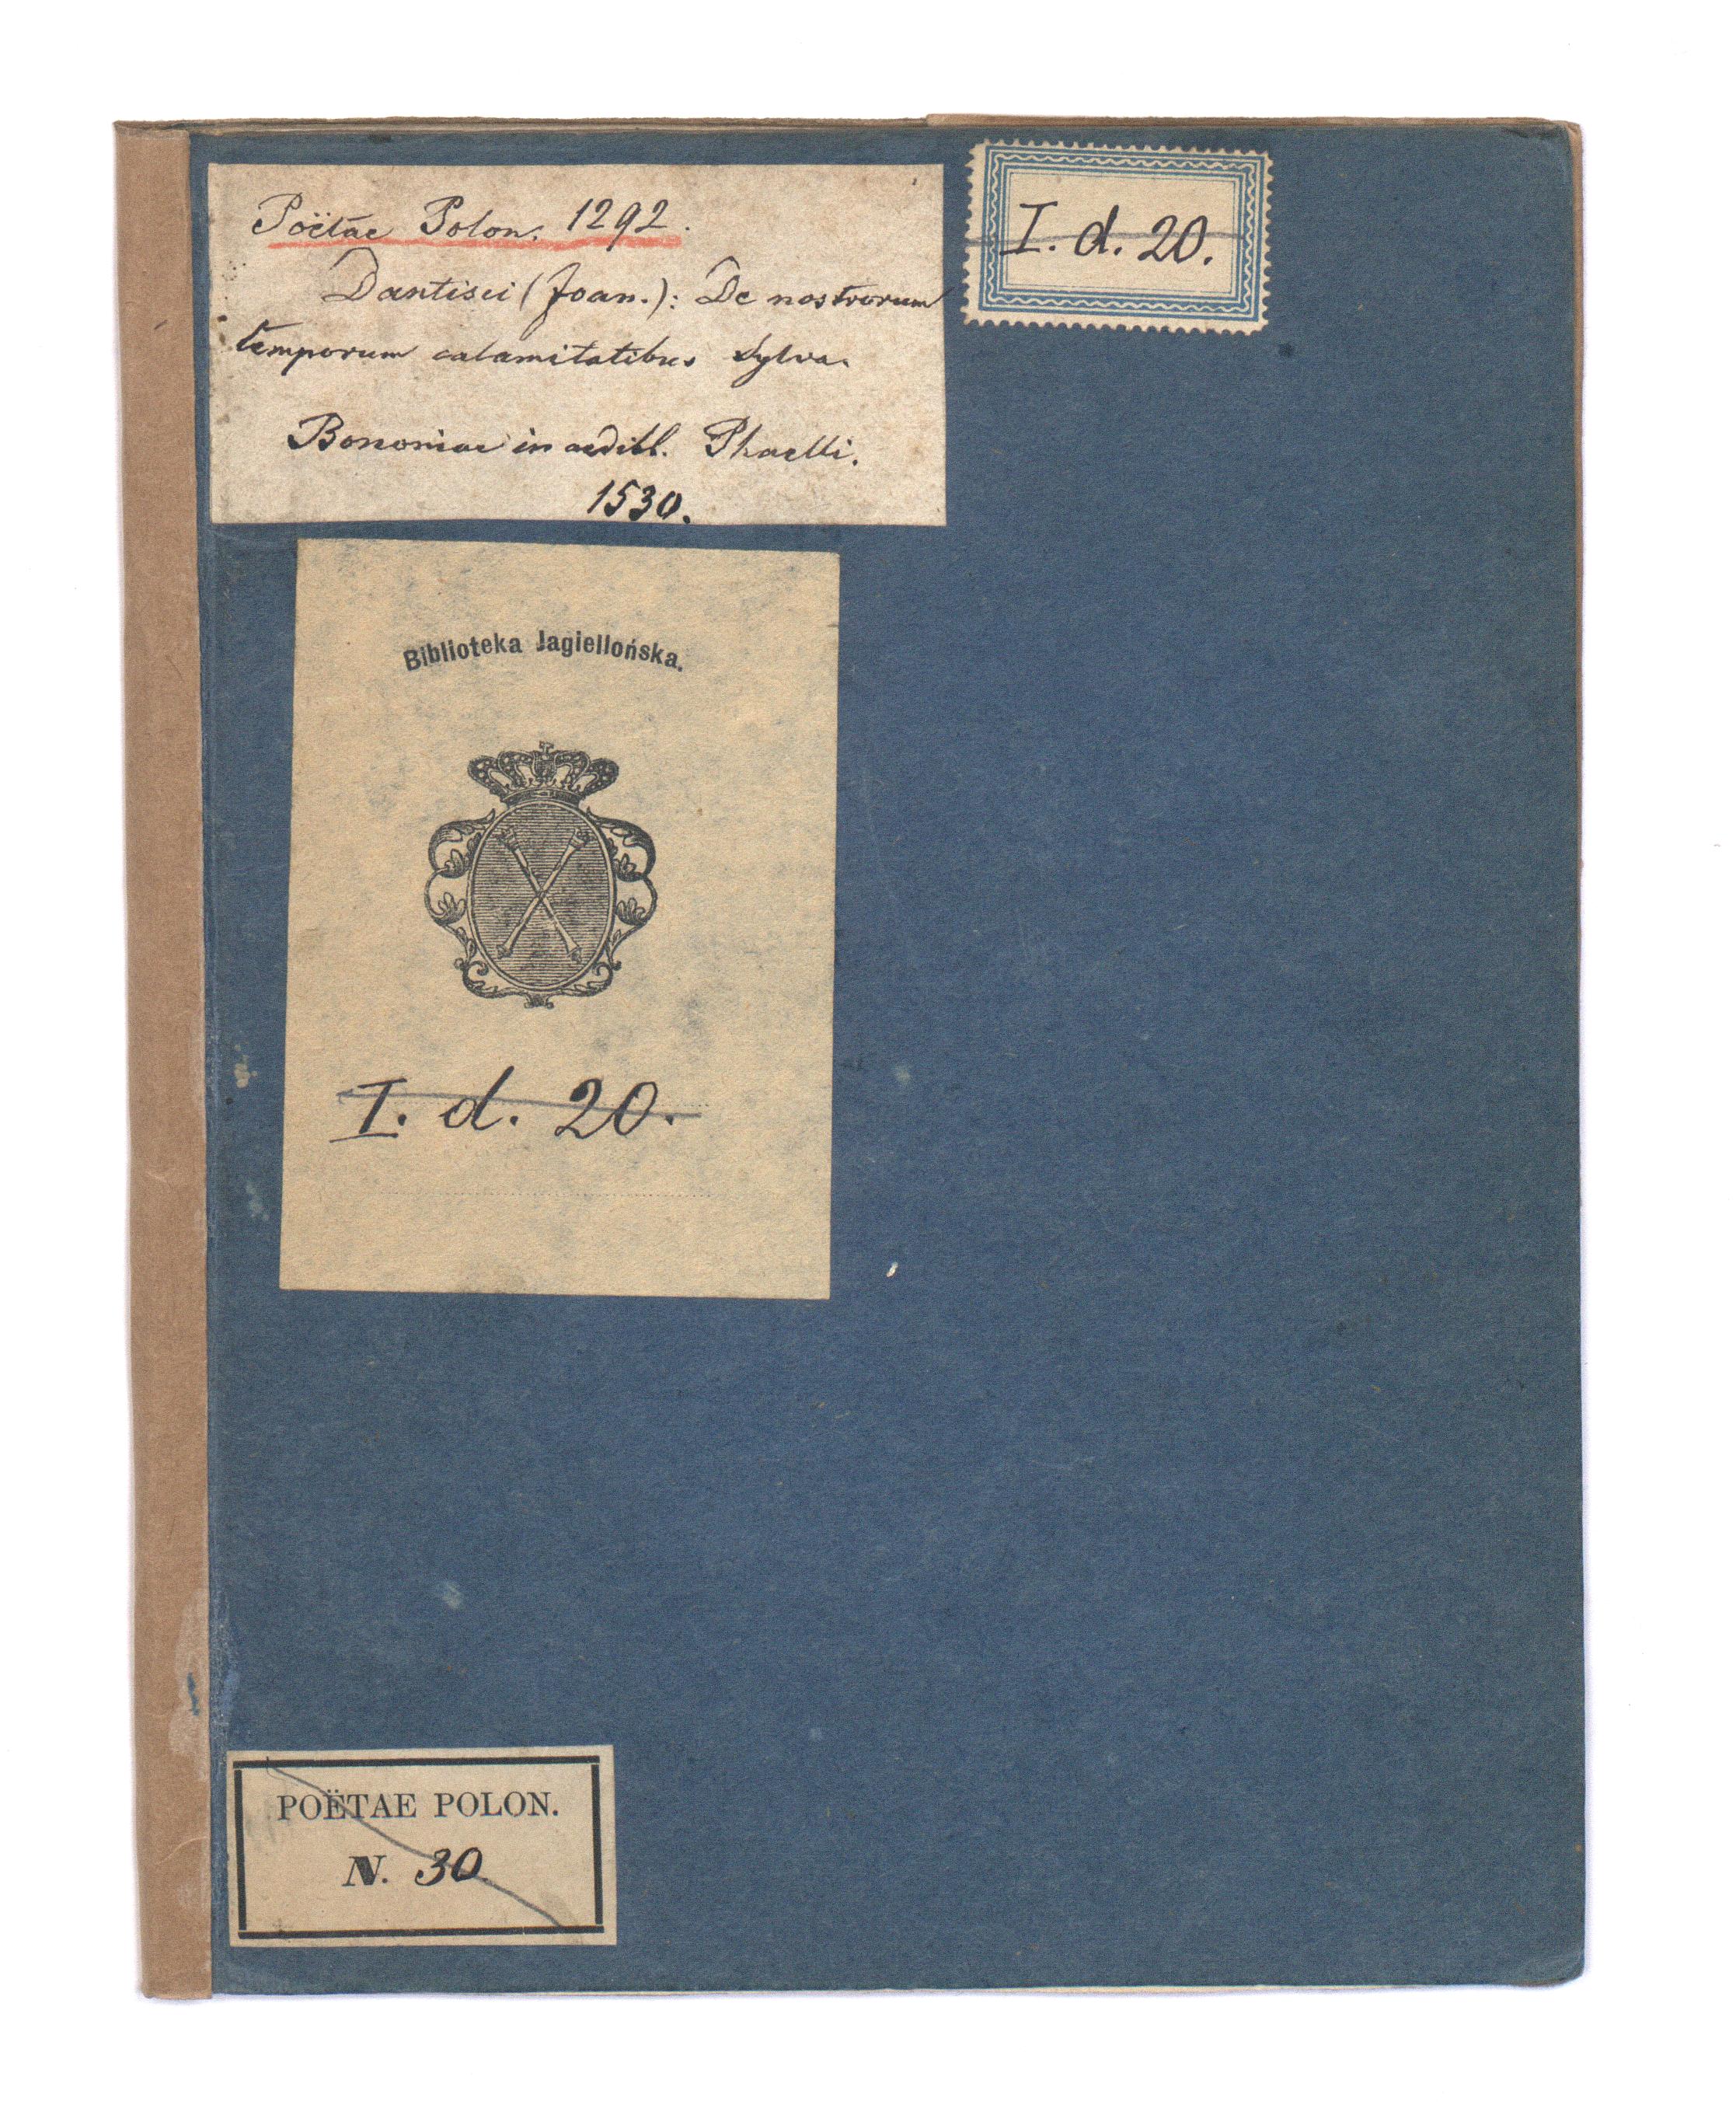 Poëtae Polon. 1292.
Dantisci (Joan.): De nostrorum
temporum calamitatibus Sylva.
Bononiae in aedibl. Phaelli.
1530.
I. d. 20.
Biblioteka Jagiellońska.
I. d. 20.
POËTAE POLON.
N. 30.